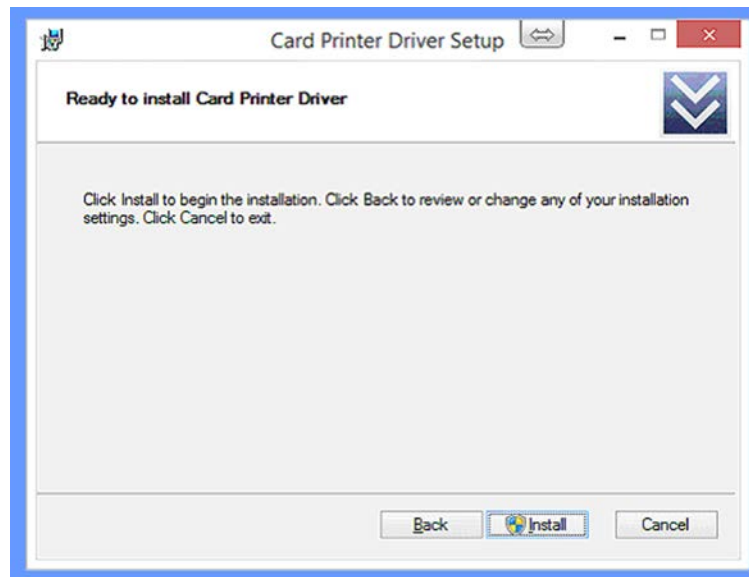 Card Printer Driver Setup
Ready to install Card Printer Driver
Click Install to begin the installation. Click Back to review or change any of your installation
settings. Click Cancel to exit.
Back Install Cancel